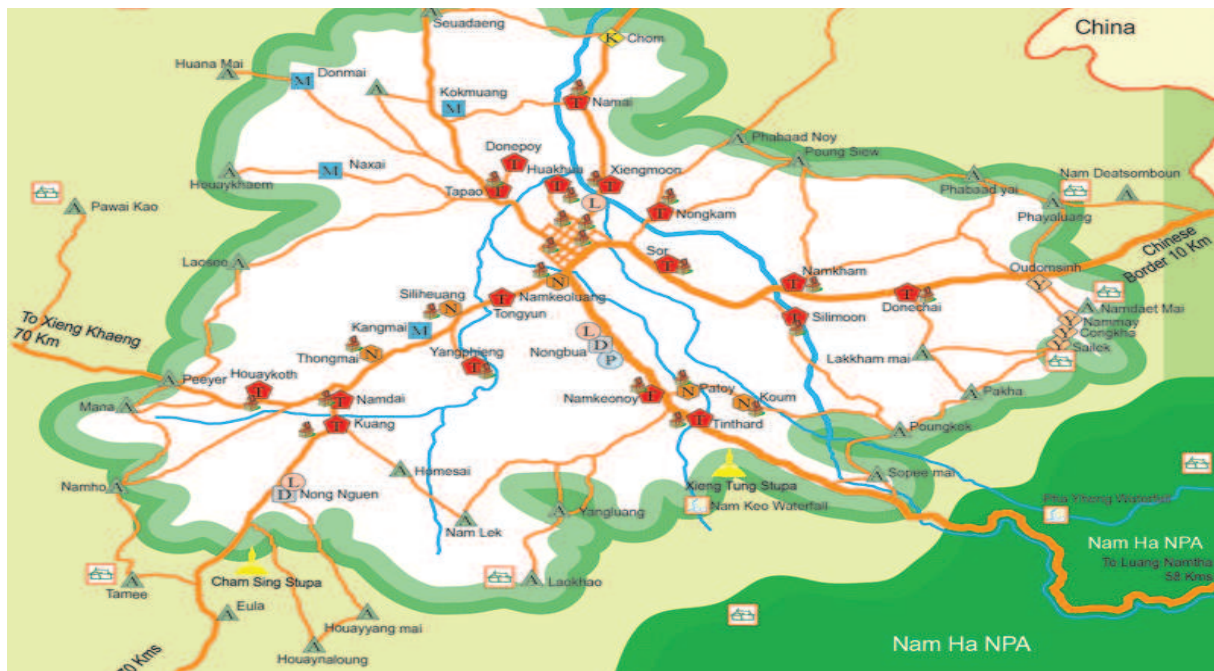 Seuadaeng
China
K
Chom
Huana Mai
A
M
Donmai
A
Kokmuang
M
T
Namai
Donepoy
T
Phabaad Noy
A
Poung Siew
A
Naxai
M
Houaykhaem
A
Huakhua
T
Xiengmoon
T
Tapao
T
L
Nongkam
T
Phabaad yai
A
Nam Deatsomboun
A
Phayaluang
A
Pawai Kao
A
Laosee
A
Sor
T
Namkham
T
Oudomsinh
Y
Chinese
Border 10 Km
Siliheuang
N
N
Namkeoluang
T
Tongyun
Donechai
T
Silimoon
T
Namdaet Mai
A
Nammay
Y
Congkha
Y
Sailek
Y
To Xieng Khaeng
70 Km
Kangmai
M
Thongmai
N
Yangphieng
T
L
D
P
Nongbua
Lakkham mai
A
Peeyer
A
Houaykoth
T
Mana
A
Namdai
T
Kuang
T
Namkeonoy
T
Patoy
N
Koum
N
Tinthard
T
Pakha
A
Poungkok
A
Sopee mai
A
Namho
A
L
D
Nong Nguen
Homesai
A
Nam Lek
A
Yangluang
A
Xieng Tung Stupa
Nam Keo Waterfall
Nam Ha NPA
To Luang Namtha
58 Kms
Cham Sing Stupa
Tamee
A
Eula
A
Houayyang mai
A
Houaynaloung
A
Laokhao
A
Nam Ha NPA
70 Kms